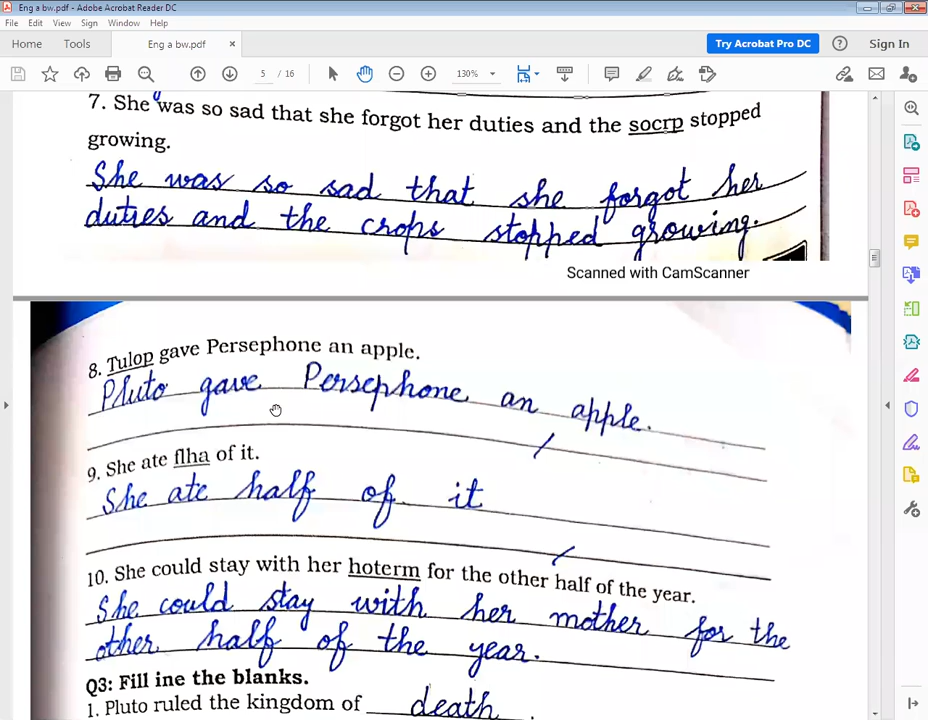 Eng a bw.pdf - Adobe Acrobat Reader DC
File Edit View Sign Window Help
Home Tools Eng a bw.pdf × Try Acrobat Pro DC Sign In
5 / 16 130%
7. She was so sad that she forgot her duties and the socrp stopped
growing.
She was so sad that she forgot her
duties and the crops stopped growing.
Scanned with CamScanner
8. Tulop gave Persephone an apple.
Pluto gave Persephone an apple.
9. She ate flha of it.
She ate half of it
10. She could stay with her hoterm for the other half of the year.
She could stay with her mother for the
other half of the year.
Q3: Fill ine the blanks.
1. Pluto ruled the kingdom of death.